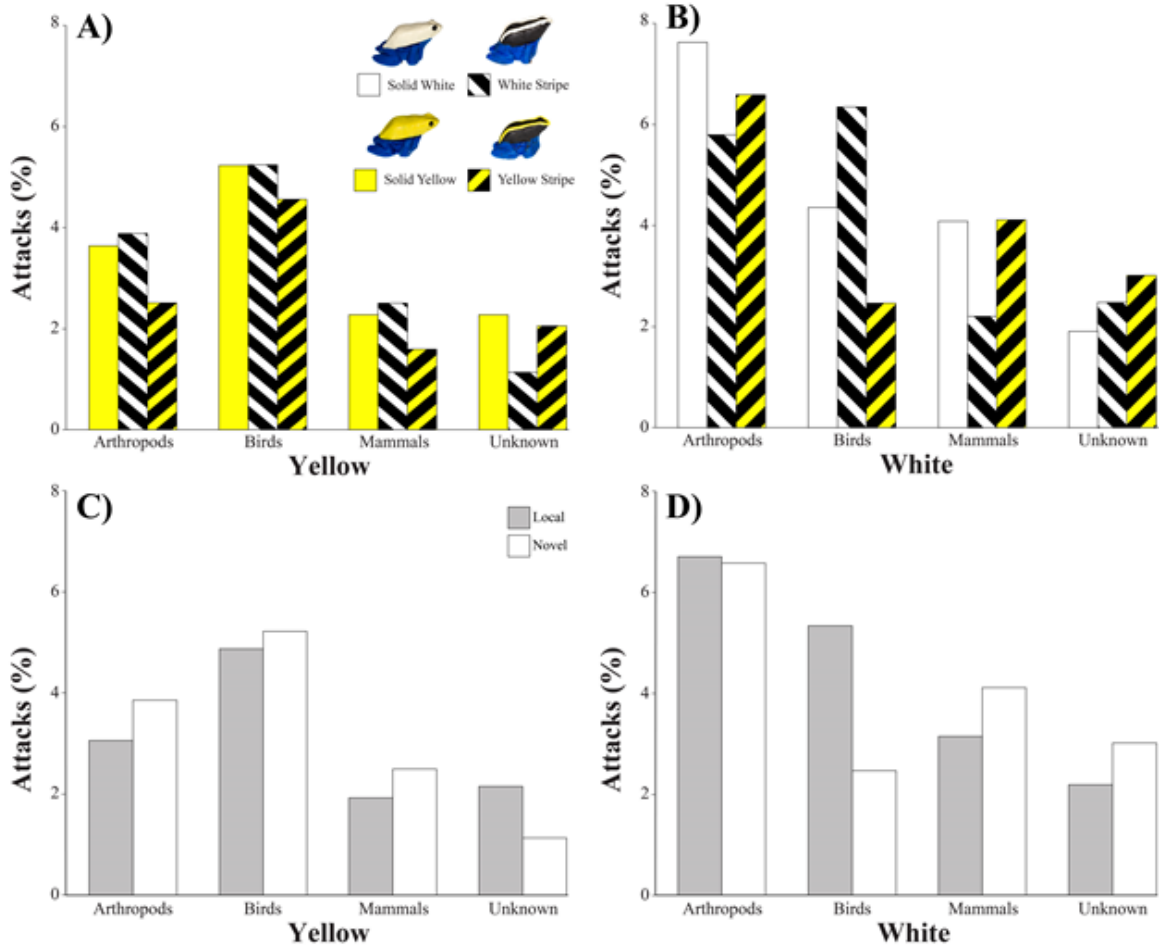 A)
8
6
4
2
0
Attacks (%)
Solid White
White Stripe
Solid Yellow
Yellow Stripe
Arthropods
Birds
Mammals
Unknown
Yellow
B)
8
6
4
2
0
Attacks (%)
Arthropods
Birds
Mammals
Unknown
White
C)
8
6
4
2
0
Attacks (%)
Local
Novel
Arthropods
Birds
Mammals
Unknown
Yellow
D)
8
6
4
2
0
Attacks (%)
Arthropods
Birds
Mammals
Unknown
White